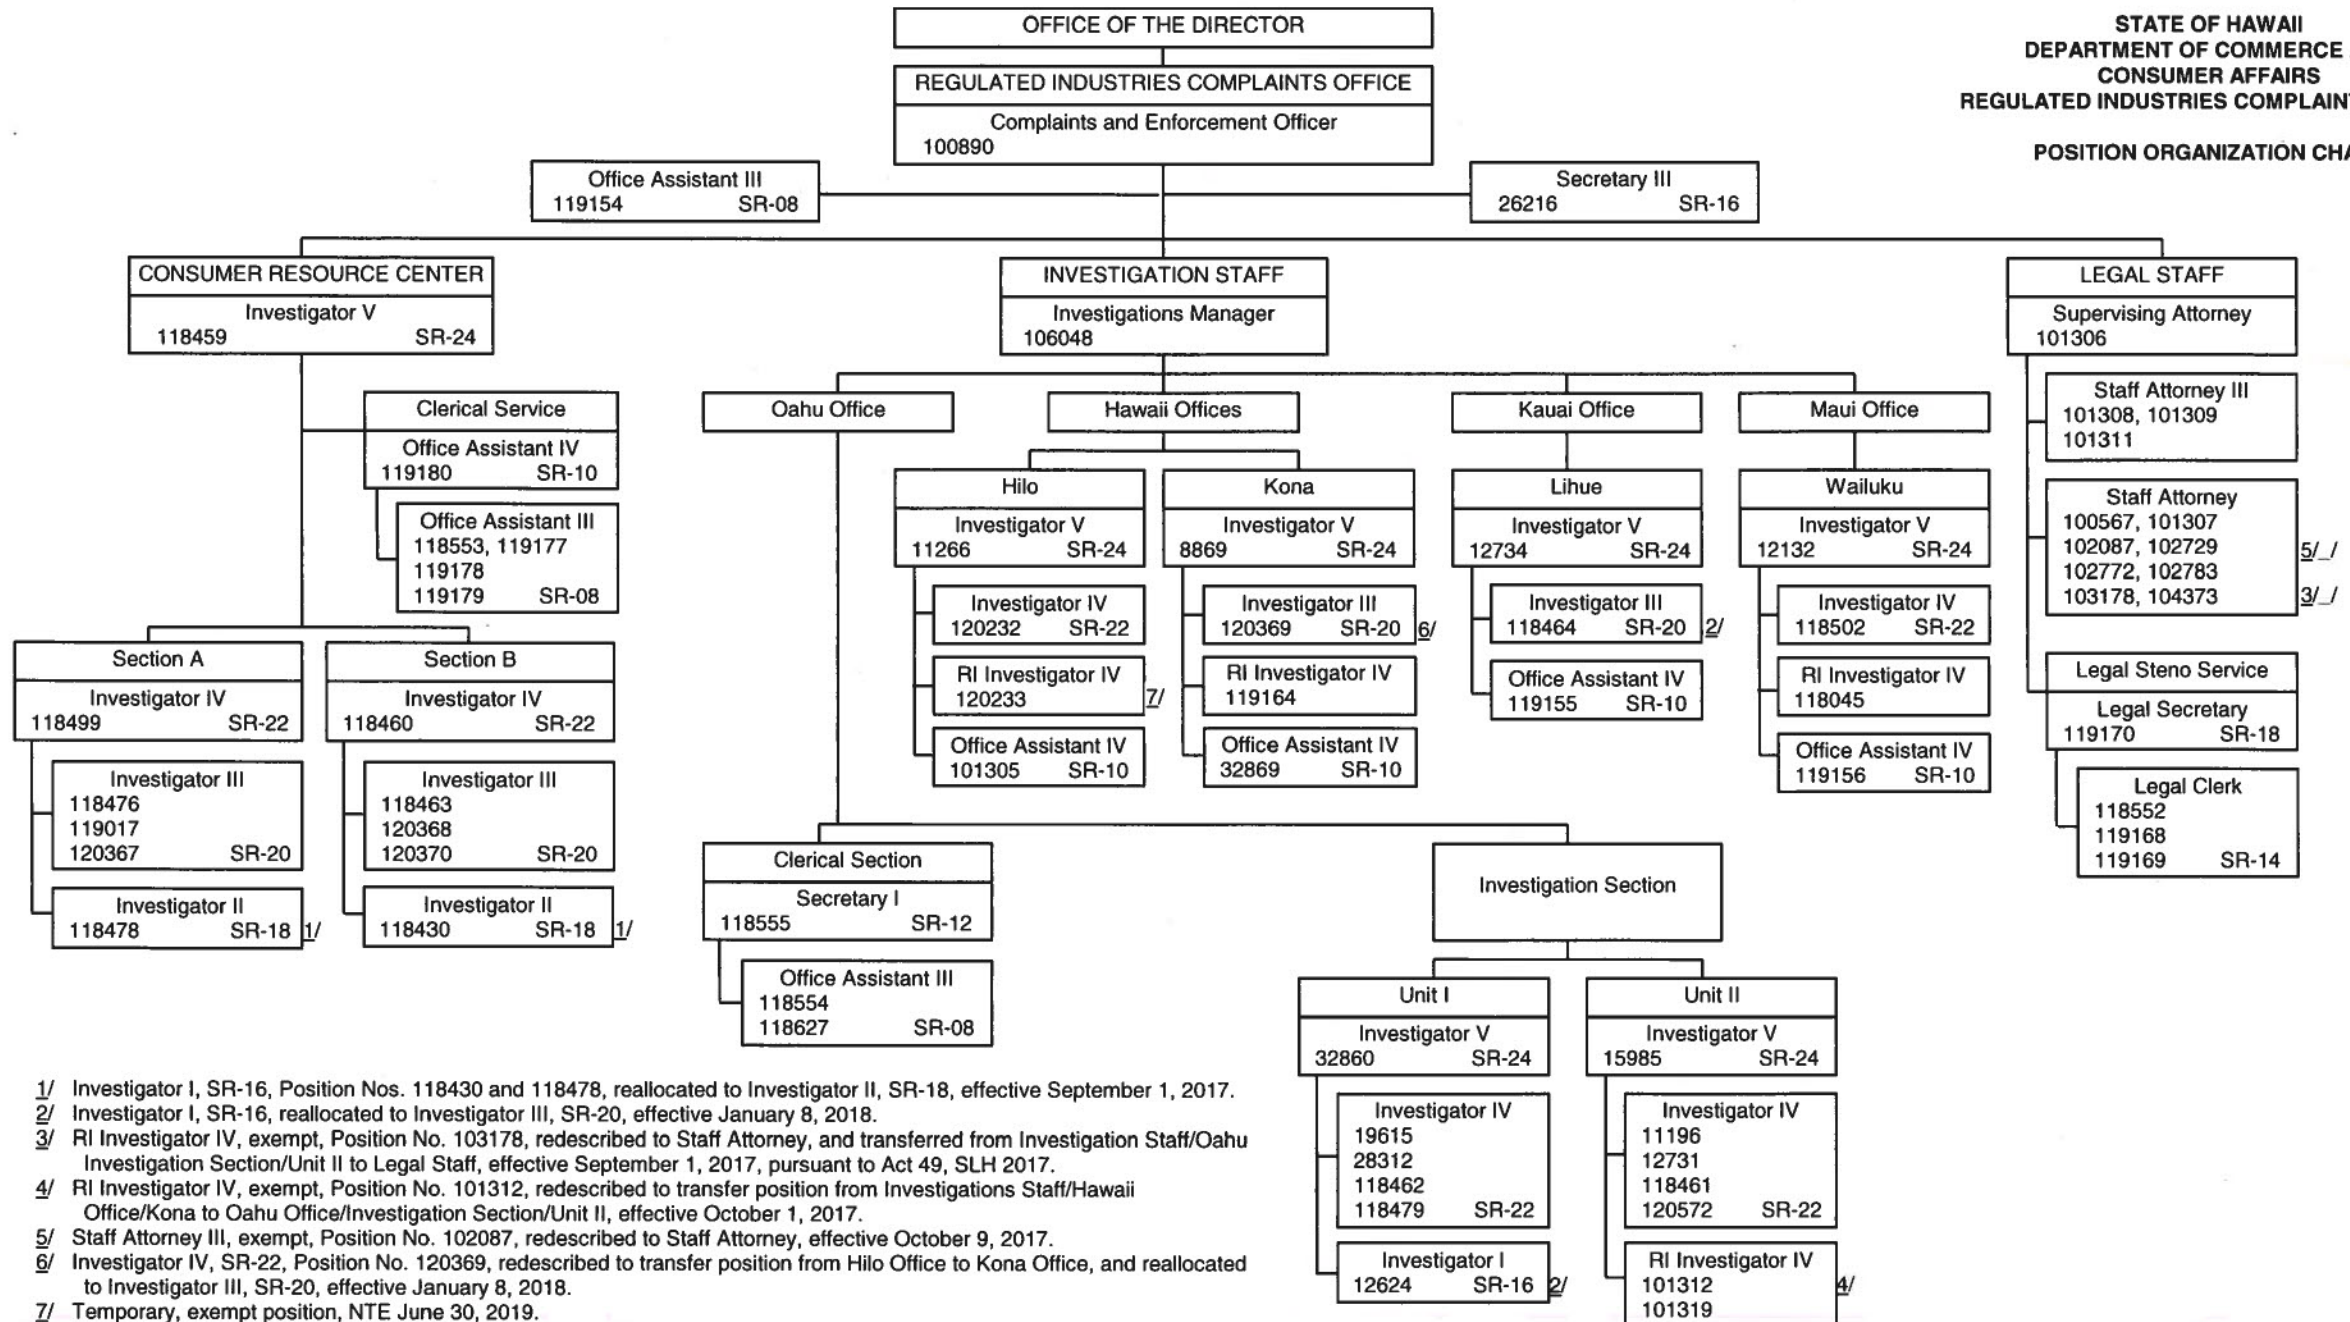 OFFICE OF THE DIRECTOR
STATE OF HAWAII
DEPARTMENT OF COMMERCE
CONSUMER AFFAIRS
REGULATED INDUSTRIES
POSITION ORGANIZATION
REGULATED INDUSTRIES COMPLAINTS OFFICE
Complaints and Enforcement Officer
100890
Office Assistant III
119154 SR-08
Secretary III
26216 SR-16
CONSUMER RESOURCE CENTER
Investigator V
118459 SR-24
Clerical Service
Office Assistant IV
119180 SR-10
Office Assistant III
118553, 119177
119178
119179 SR-08
Section A
Investigator IV
118499 SR-22
Investigator III
118476
119017
120367 SR-20
Investigator II
118478 SR-18 1/
Section B
Investigator IV
118460 SR-22
Investigator III
118463
120368
120370 SR-20
Investigator II
118430 SR-18 1/
INVESTIGATION STAFF
Investigations Manager
106048
Oahu Office
Hawaii Offices
Kauai Office
Maui Office
Hilo
Investigator V
11266 SR-24
Investigator IV
120232 SR-22
RI Investigator IV
120233 7/
Office Assistant IV
101305 SR-10
Kona
Investigator V
8869 SR-24
Investigator III
120369 SR-20 6/
RI Investigator IV
119164
Office Assistant IV
32869 SR-10
Lihue
Investigator V
12734 SR-24
Investigator III
118464 SR-20 2/
Office Assistant IV
119155 SR-10
Wailuku
Investigator V
12132 SR-24
Investigator IV
118502 SR-22
RI Investigator IV
118045
Office Assistant IV
119156 SR-10
LEGAL STAFF
Supervising Attorney
101306
Staff Attorney III
101308, 101309
101311
Staff Attorney
100567, 101307
102087, 102729 5/_/
102772, 102783
103178, 104373 3/_/
Legal Steno Service
Legal Secretary
119170 SR-18
Legal Clerk
118552
119168
119169 SR-14
Clerical Section
Secretary I
118555 SR-12
Office Assistant III
118554
118627 SR-08
Investigation Section
Unit I
Investigator V
32860 SR-24
Investigator IV
19615
28312
118462
118479 SR-22
Investigator I
12624 SR-16 2/
Unit II
Investigator V
15985 SR-24
Investigator IV
11196
12731
118461
120572 SR-22
RI Investigator IV
101312 4/
101319
1/ Investigator I, SR-16, Position Nos. 118430 and 118478, reallocated to Investigator II, SR-18, effective September 1, 2017.
2/ Investigator I, SR-16, reallocated to Investigator III, SR-20, effective January 8, 2018.
3/ RI Investigator IV, exempt, Position No. 103178, redescribed to Staff Attorney, and transferred from Investigation Staff/Oahu
Investigation Section/Unit II to Legal Staff, effective September 1, 2017, pursuant to Act 49, SLH 2017.
4/ RI Investigator IV, exempt, Position No. 101312, redescribed to transfer position from Investigations Staff/Hawaii
Office/Kona to Oahu Office/Investigation Section/Unit II, effective October 1, 2017.
5/ Staff Attorney III, exempt, Position No. 102087, redescribed to Staff Attorney, effective October 9, 2017.
6/ Investigator IV, SR-22, Position No. 120369, redescribed to transfer position from Hilo Office to Kona Office, and reallocated
to Investigator III, SR-20, effective January 8, 2018.
7/ Temporary, exempt position, NTE June 30, 2019.